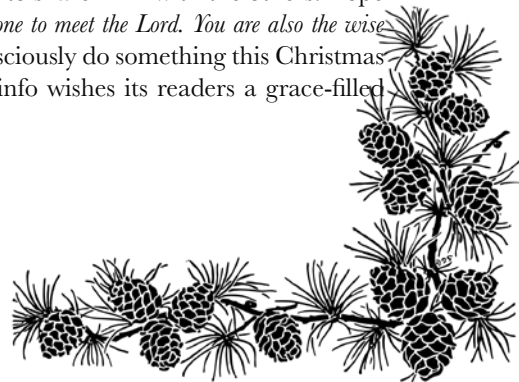 one to meet the Lord. You are also the wise
sciously do something this Christmas
info wishes its readers a grace-filled